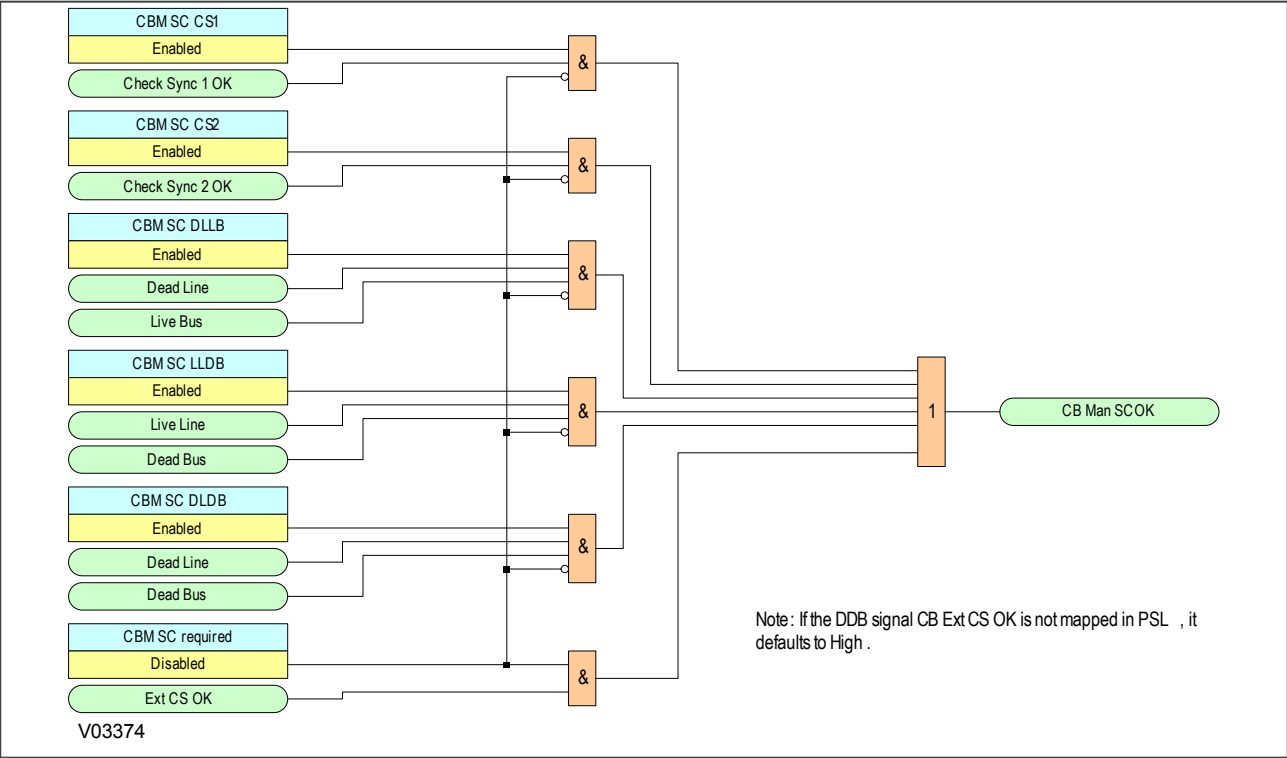 CBM SC CS1
Enabled
Check Sync 1 OK
&
CBM SC CS2
Enabled
Check Sync 2 OK
&
CBM SC DLLB
Enabled
Dead Line
Live Bus
&
CBM SC LLDB
Enabled
Live Line
Dead Bus
&
1
CB Man SCOK
CBM SC DLDB
Enabled
Dead Line
Dead Bus
&
CBM SC required
Disabled
Ext CS OK
&
Note: If the DDB signal CB Ext CS OK is not mapped in PSL , it
defaults to High .
V03374